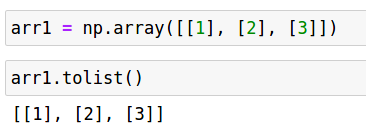 arr1 = np.array([[1], [2], [3]])
arr1.tolist()
[[1], [2], [3]]